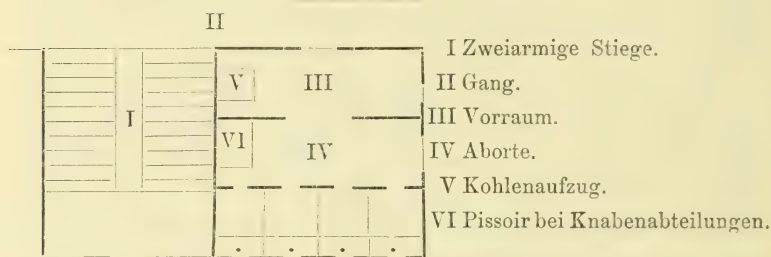 II
I Zweiarmige Stiege.
V
III
II Gang.
I
III Vorraum.
VI
IV
IV Aborte.
V Kohlenaufzug.
VI Pissoir bei Knabenabteilungen.